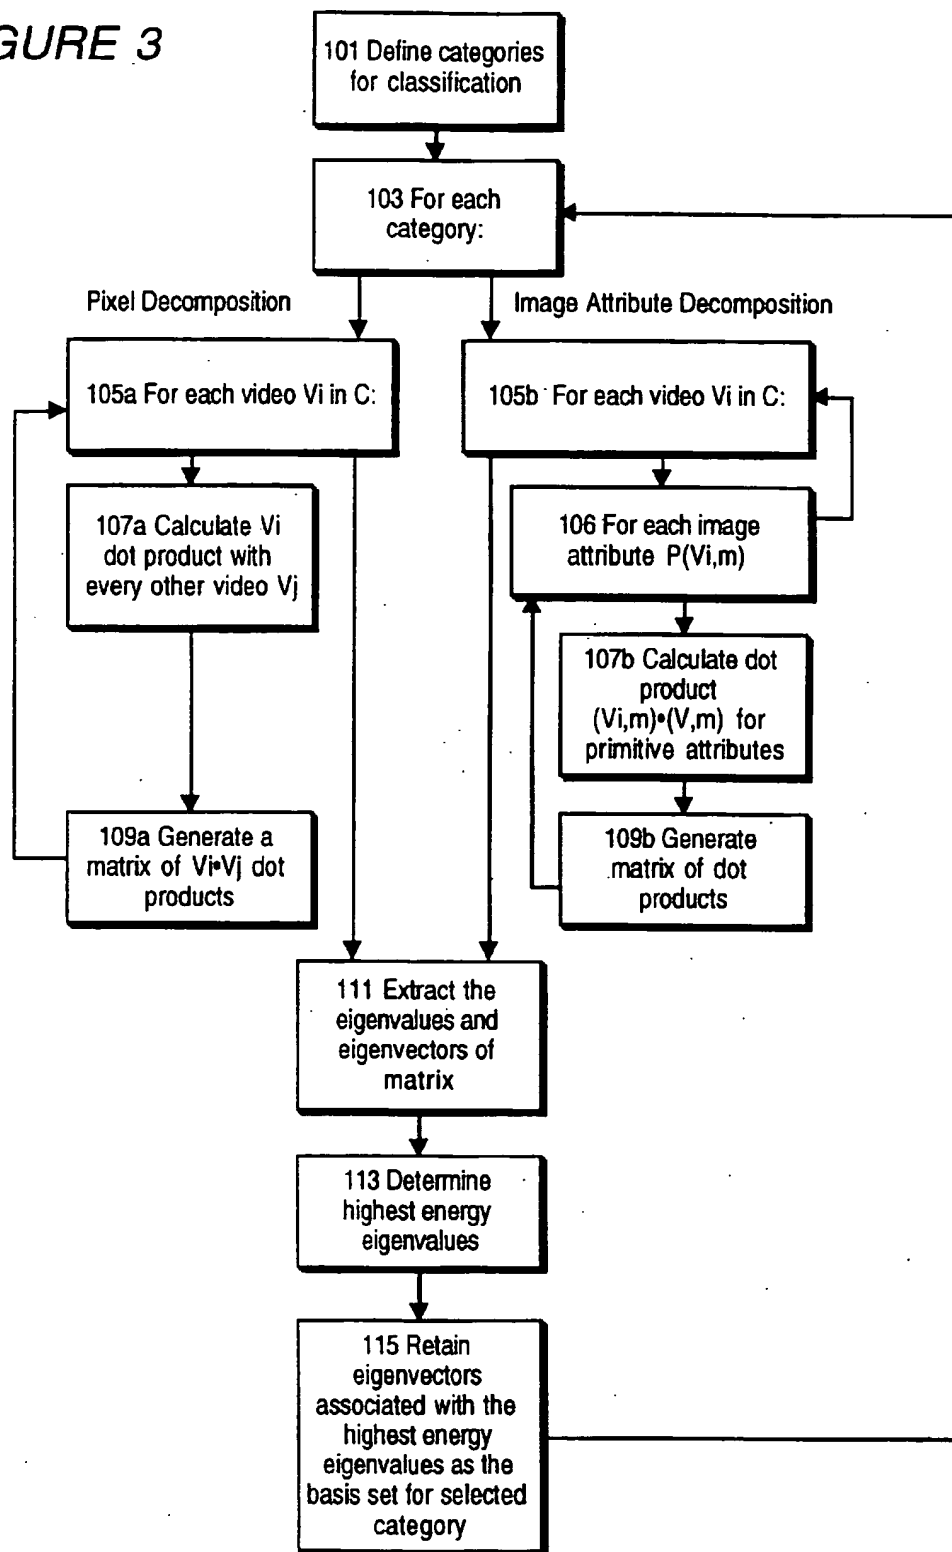 GURE 3
101 Define categories
for classification
103 For each
category:
Pixel Decomposition
Image Attribute Decomposition
105a For each video Vi in C:
105b For each video Vi in C:
107a Calculate Vi
dot product with
every other video Vj
106 For each image
attribute P(Vi,m)
107b Calculate dot
product
(Vi,m)•(V,m) for
primitive attributes
109a Generate a
matrix of Vi•Vj dot
products
109b Generate
matrix of dot
products
111 Extract the
eigenvalues and
eigenvectors of
matrix
113 Determine
highest energy
eigenvalues
115 Retain
eigenvectors
associated with the
highest energy
eigenvalues as the
basis set for selected
category